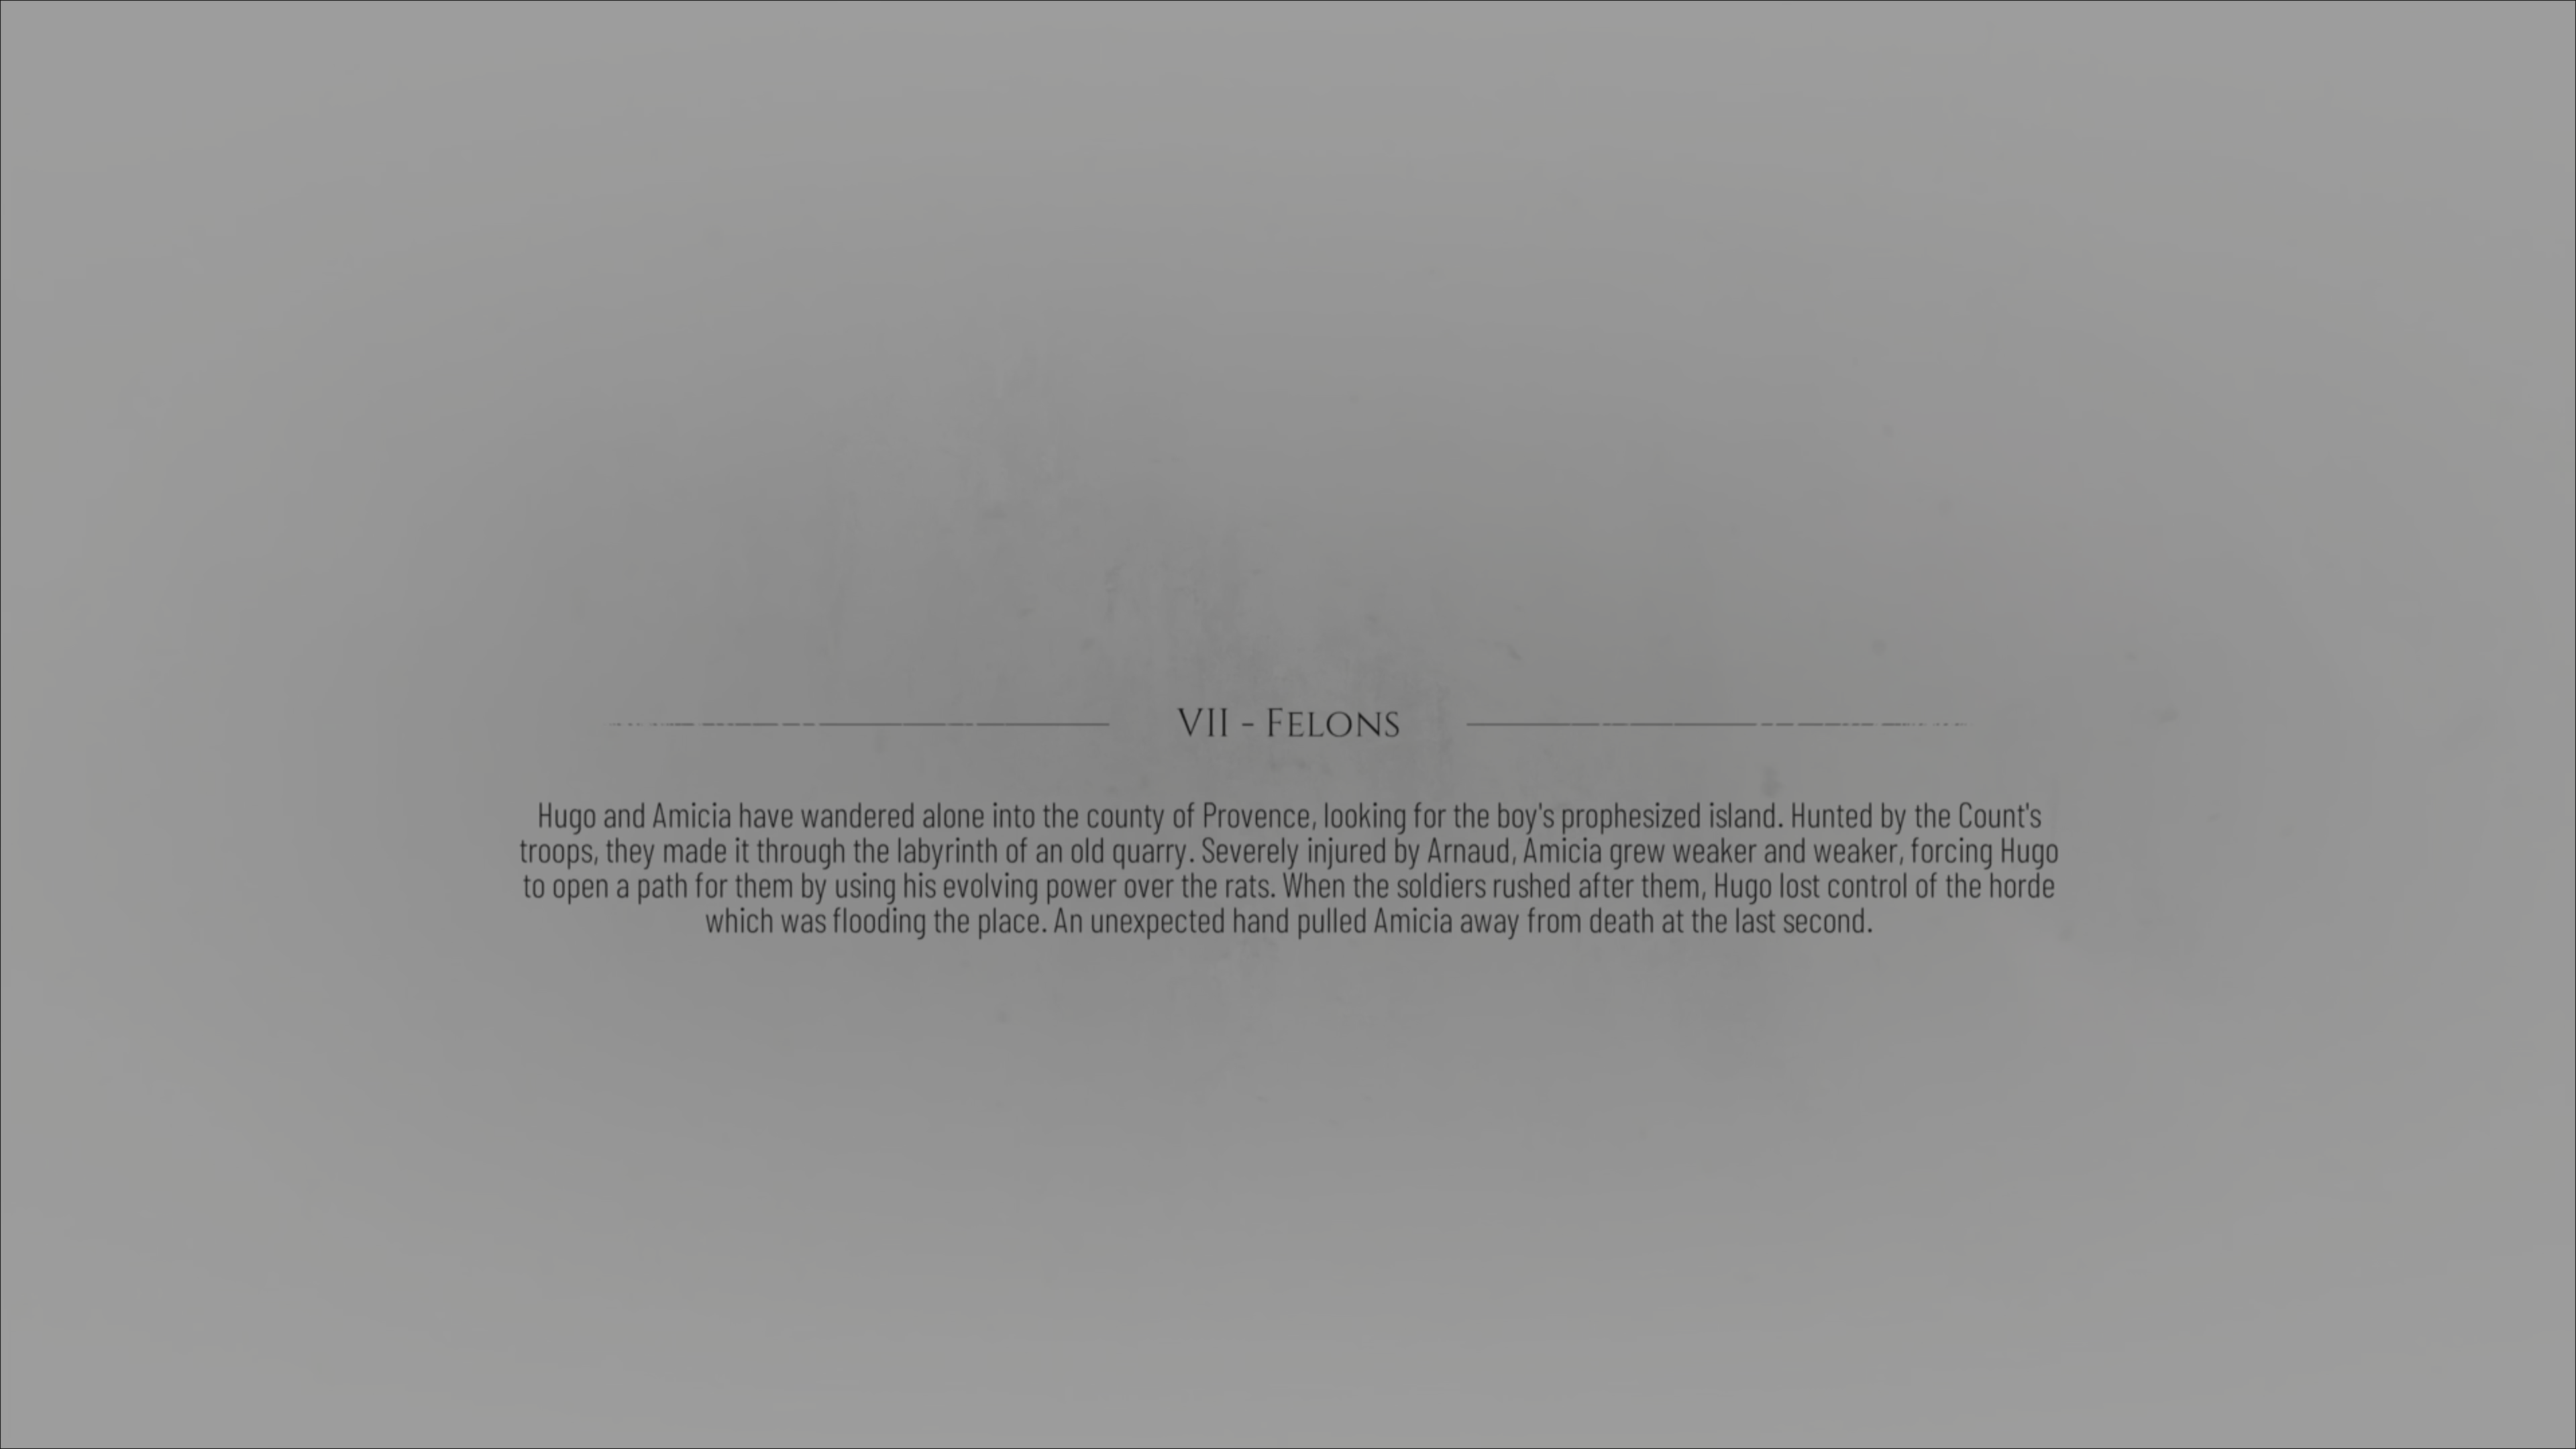 VII - Felons
Hugo and Amicia have wandered alone into the county of Provence, looking for the boy's prophesized island. Hunted by the Count's
troops, they made it through the labyrinth of an old quarry. Severely injured by Arnaud, Amicia grew weaker and weaker, forcing Hugo
to open a path for them by using his evolving power over the rats. When the soldiers rushed after them, Hugo lost control of the horde
which was flooding the place. An unexpected hand pulled Amicia away from death at the last second.